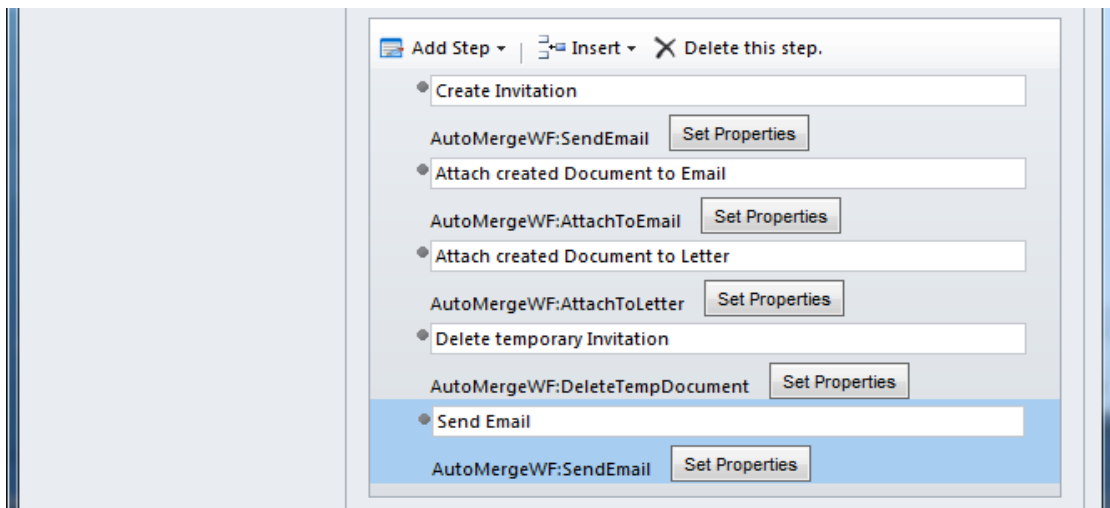 Add Step Insert Delete this step.
Create Invitation
AutoMergeWF:SendEmail Set Properties
Attach created Document to Email
AutoMergeWF:AttachToEmail Set Properties
Attach created Document to Letter
AutoMergeWF:AttachToLetter Set Properties
Delete temporary Invitation
AutoMergeWF:DeleteTempDocument Set Properties
Send Email
AutoMergeWF:SendEmail Set Properties